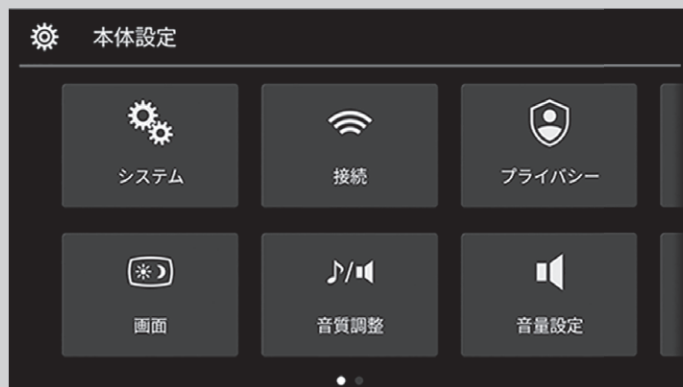 本体設定
システム
接続
プライバシー
画面
音質調整
音量設定